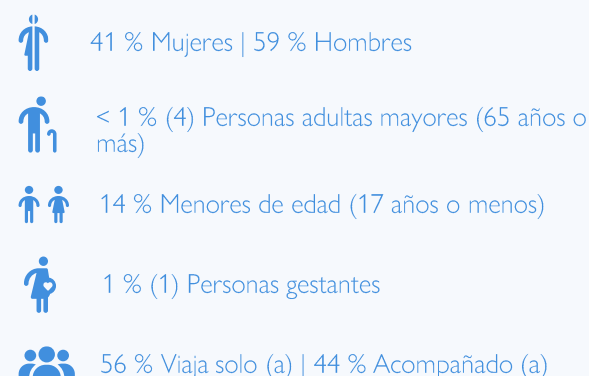 41 % Mujeres | 59 % Hombres
< 1 % (4) Personas adultas mayores (65 años o
más)
14 % Menores de edad (17 años o menos)
1 % (1) Personas gestantes
56 % Viaja solo (a) | 44 % Acompañado (a)